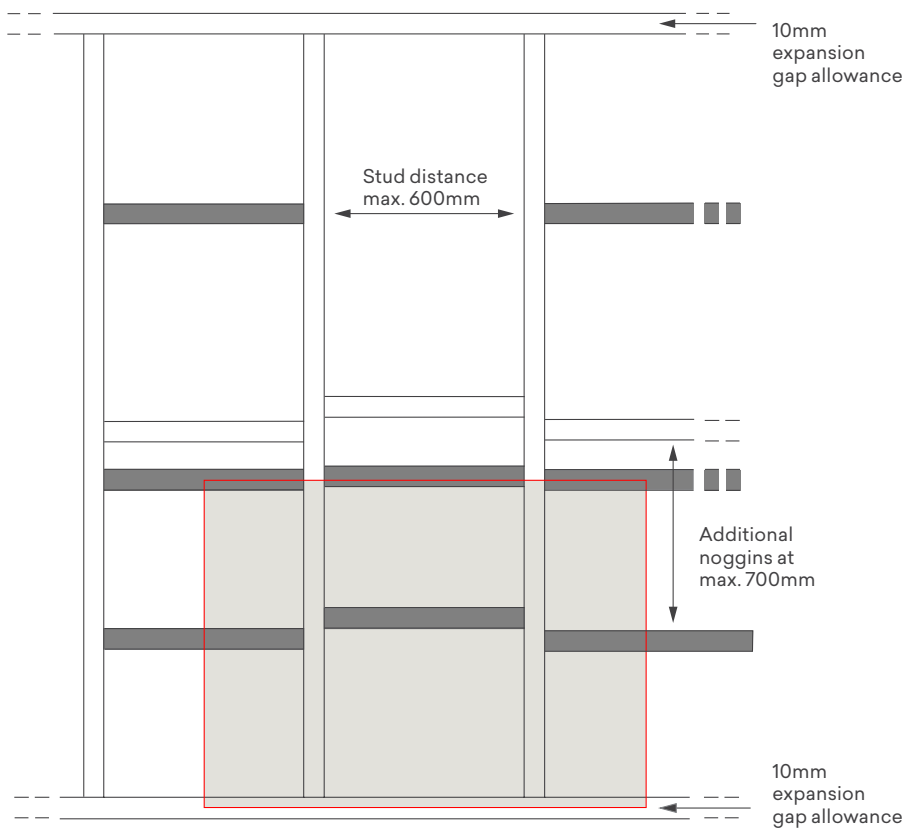 10mm
expansion
gap allowance
Stud distance
max. 600mm
Additional
noggins at
max. 700mm
10mm
expansion
gap allowance